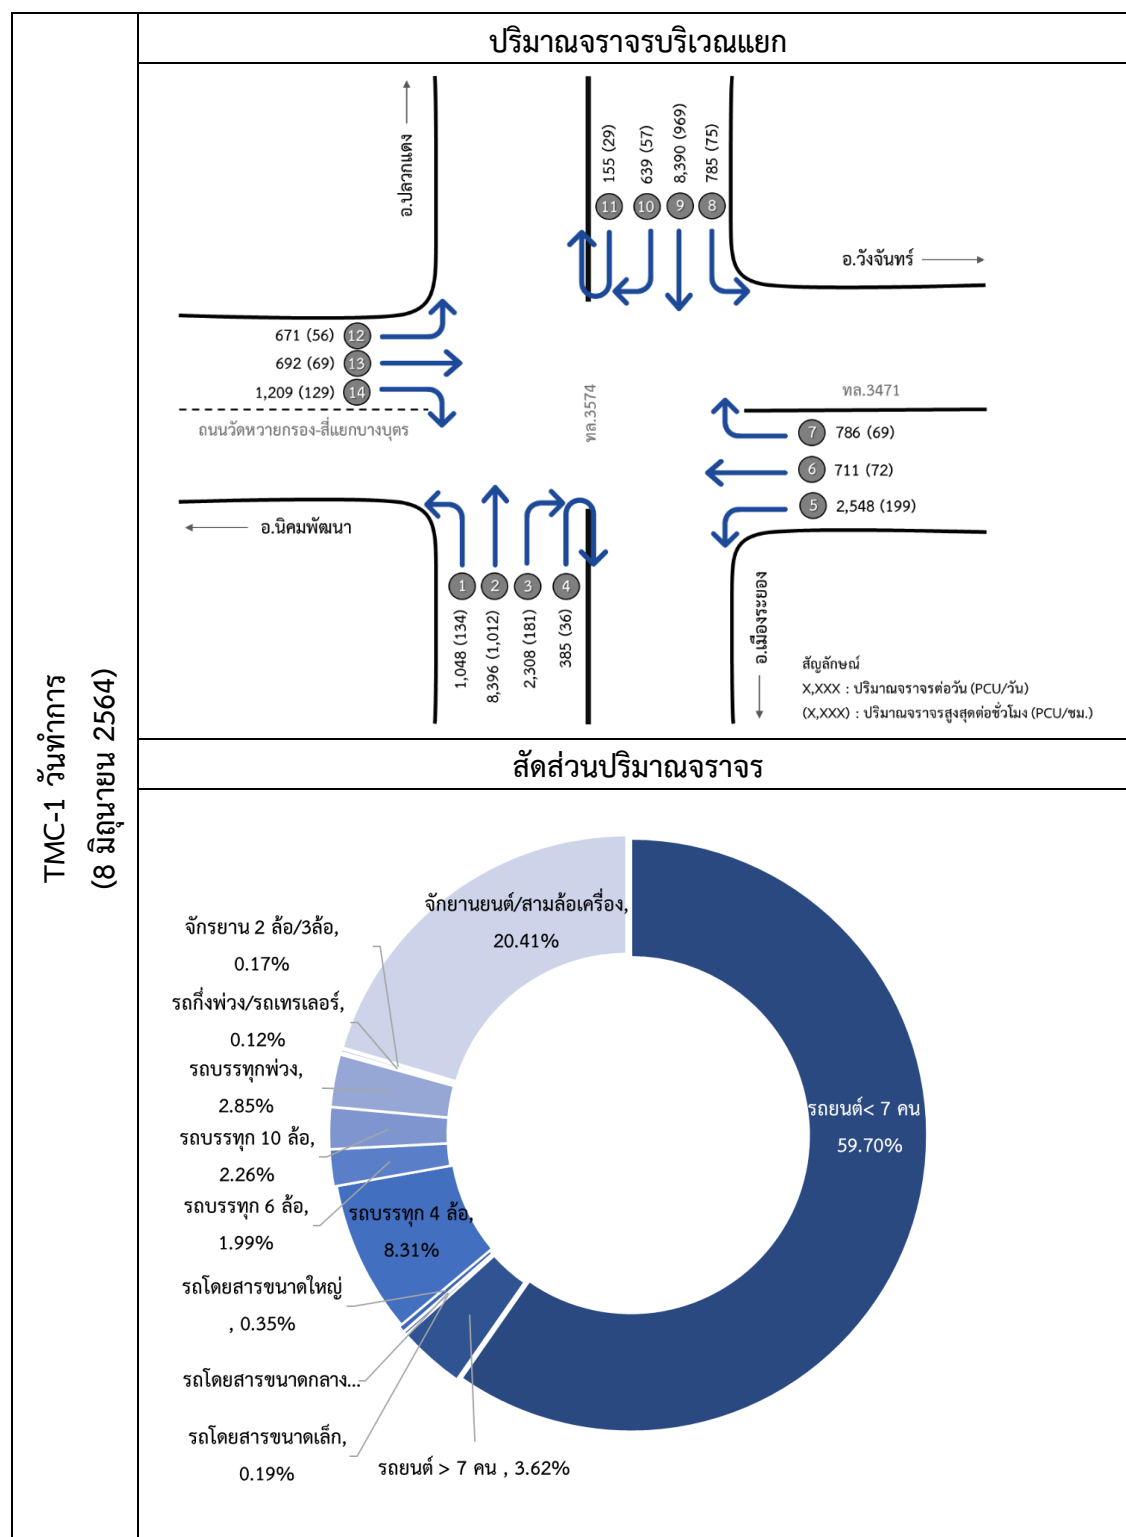 ปริมาณจราจรบริเวณแยก
TMC-1 วันทำการ
(8 มิถุนายน 2564)
อ.ปลวกแดง
155 (29)
639 (57)
8,390 (969)
785 (75)
11
10
9
8
อ.วังจันทร์
671 (56) 12
692 (69) 13
1,209 (129) 14
ถนนวัดหวายกรอง-สี่แยกบางบุตร
ทล.3574
ทล.3471
7 786 (69)
6 711 (72)
5 2,548 (199)
อ.นิคมพัฒนา
1
2
3
4
1,048 (134)
8,396 (1,012)
2,308 (181)
385 (36)
อ.เมืองระยอง
สัญลักษณ์
X,XXX : ปริมาณจราจรต่อวัน (PCU/วัน)
(X,XXX) : ปริมาณจราจรสูงสุดต่อชั่วโมง (PCU/ชม.)
สัดส่วนปริมาณจราจร
จักยานยนต์/สามล้อเครื่อง,
20.41%
จักรยาน 2 ล้อ/3ล้อ,
0.17%
รถกึ่งพ่วง/รถเทรเลอร์,
0.12%
รถบรรทุกพ่วง,
2.85%
รถบรรทุก 10 ล้อ,
2.26%
รถบรรทุก 6 ล้อ,
1.99%
รถบรรทุก 4 ล้อ,
8.31%
รถโดยสารขนาดใหญ่
, 0.35%
รถโดยสารขนาดกลาง...
รถโดยสารขนาดเล็ก,
0.19%
รถยนต์ > 7 คน , 3.62%
รถยนต์< 7 คน
59.70%